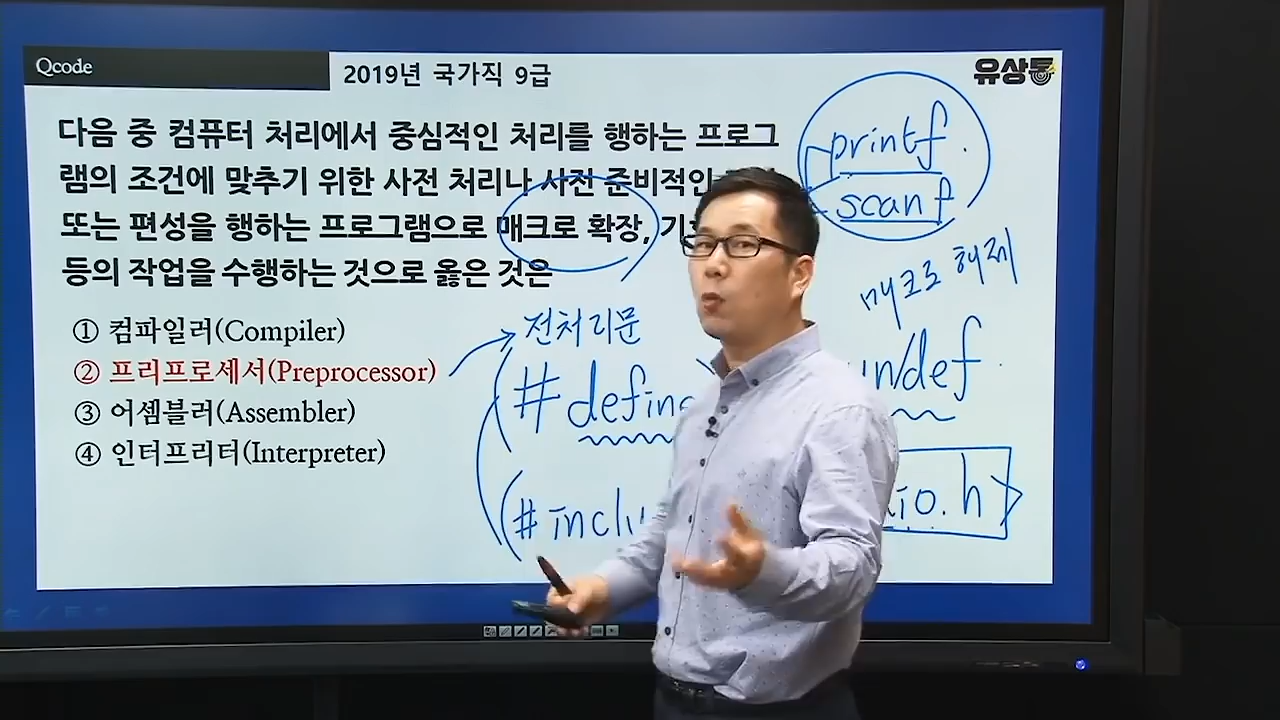 Qcode
2019년 국가직 9급
유상통
다음 중 컴퓨터 처리에서 중심적인 처리를 행하는 프로그
램의 조건에 맞추기 위한 사전 처리나 사전 준비적인
또는 편성을 행하는 프로그램으로 매크로 확장,
등의 작업을 수행하는 것으로 옳은 것은
① 컴파일러(Compiler)
② 프리프로세서(Preprocessor)
③ 어셈블러(Assembler)
④ 인터프리터(Interpreter)
printf.
scanf
매크로 해제
전처리문
#define
undef.
#inclu
io.h>